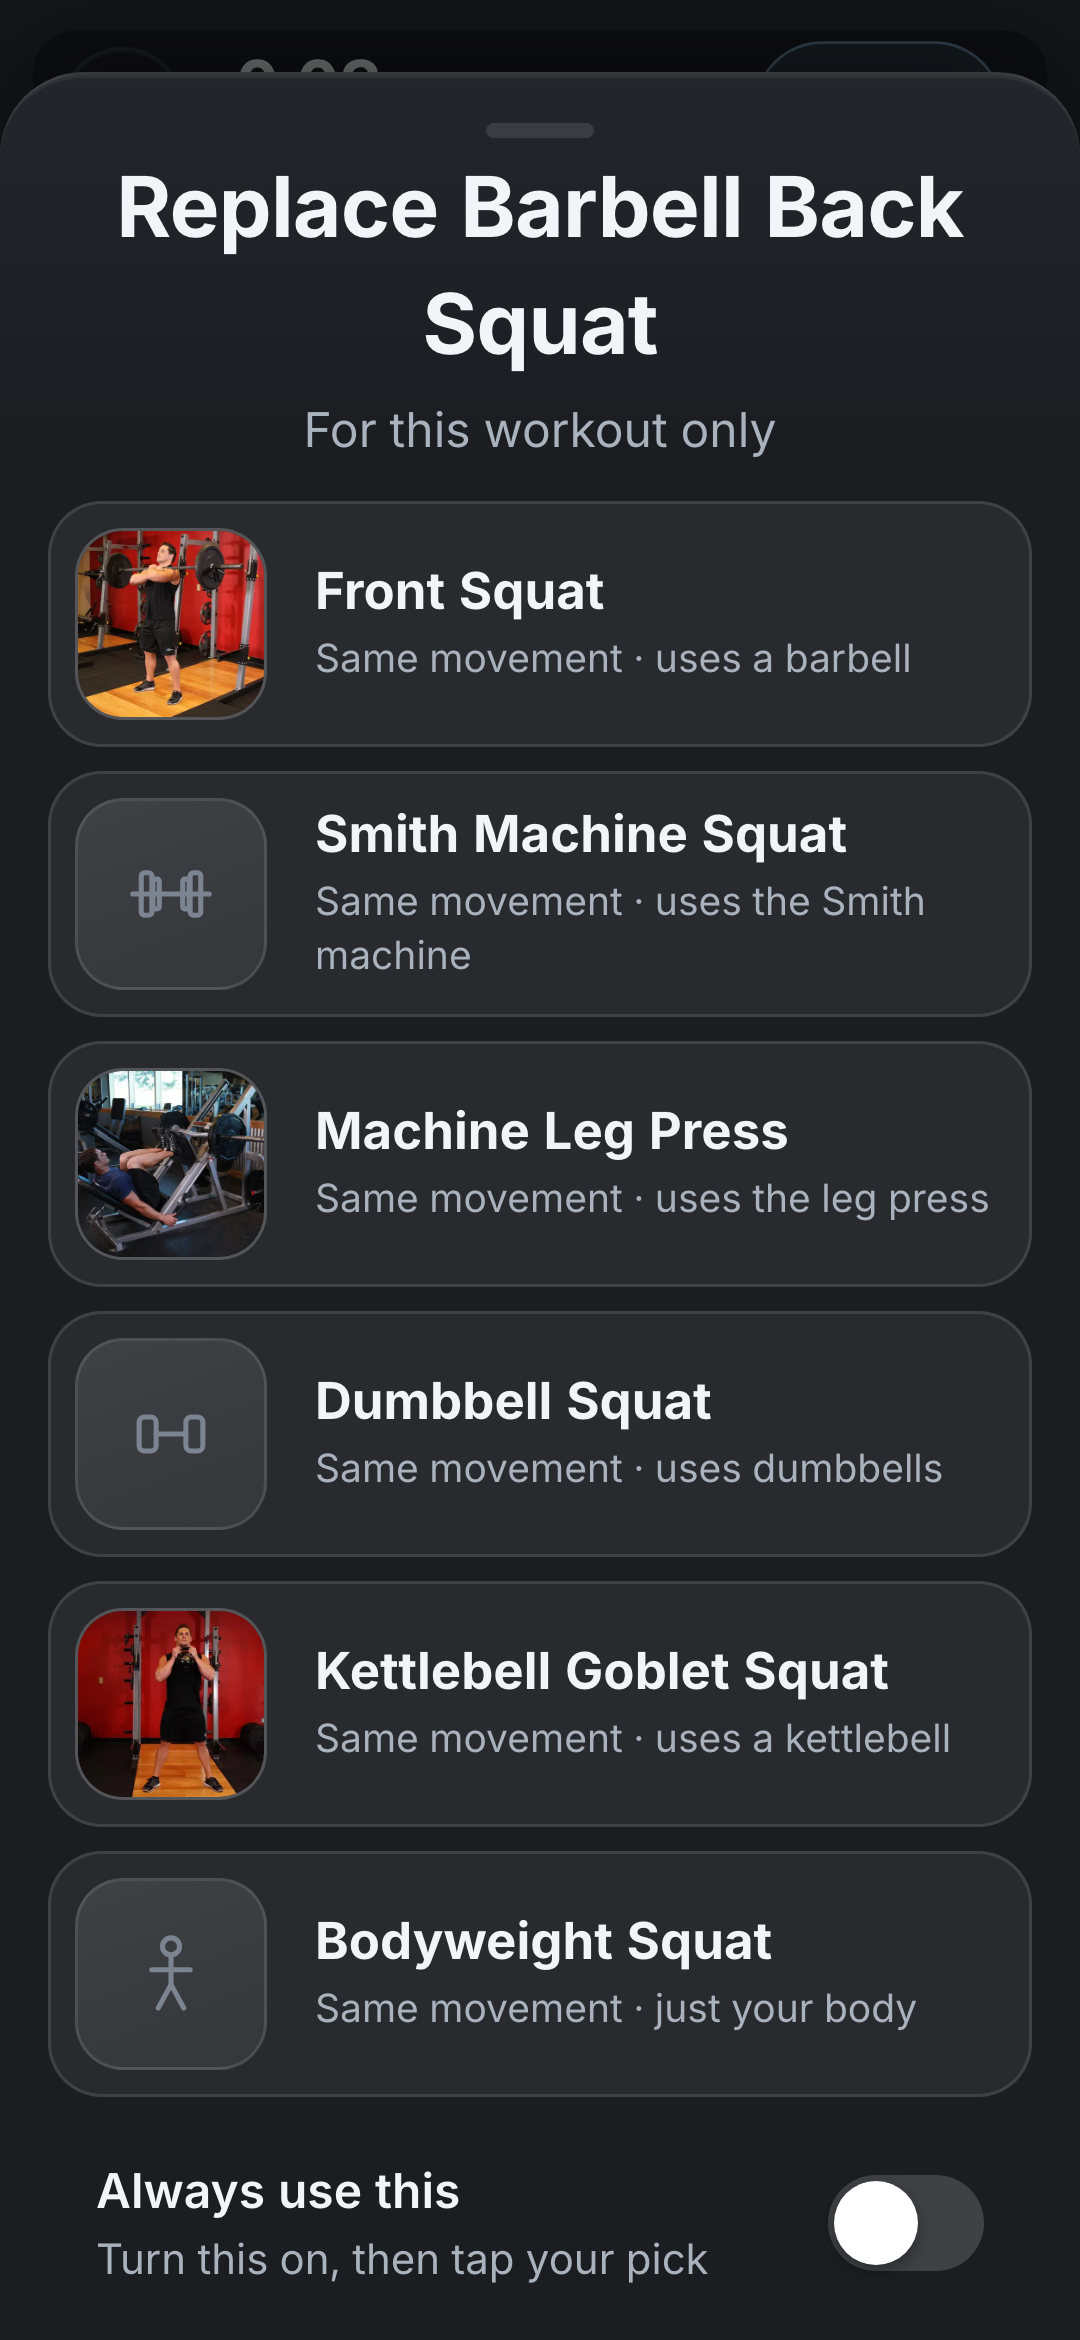 Replace Barbell Back
Squat
For this workout only
Front Squat
Same movement · uses a barbell
Smith Machine Squat
Same movement · uses the Smith
machine
Machine Leg Press
Same movement · uses the leg press
Dumbbell Squat
Same movement · uses dumbbells
Kettlebell Goblet Squat
Same movement · uses a kettlebell
Bodyweight Squat
Same movement · just your body
Always use this
Turn this on, then tap your pick